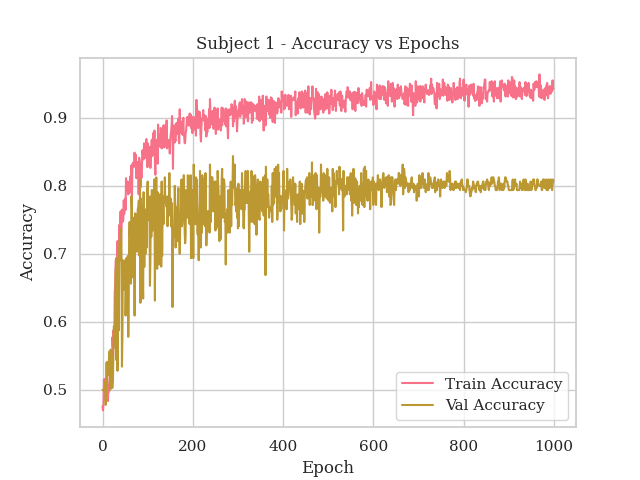 Subject 1 - Accuracy vs Epochs
Accuracy
0.9
0.8
0.7
0.6
0.5
0 200 400 600 800 1000
Epoch
Train Accuracy
Val Accuracy